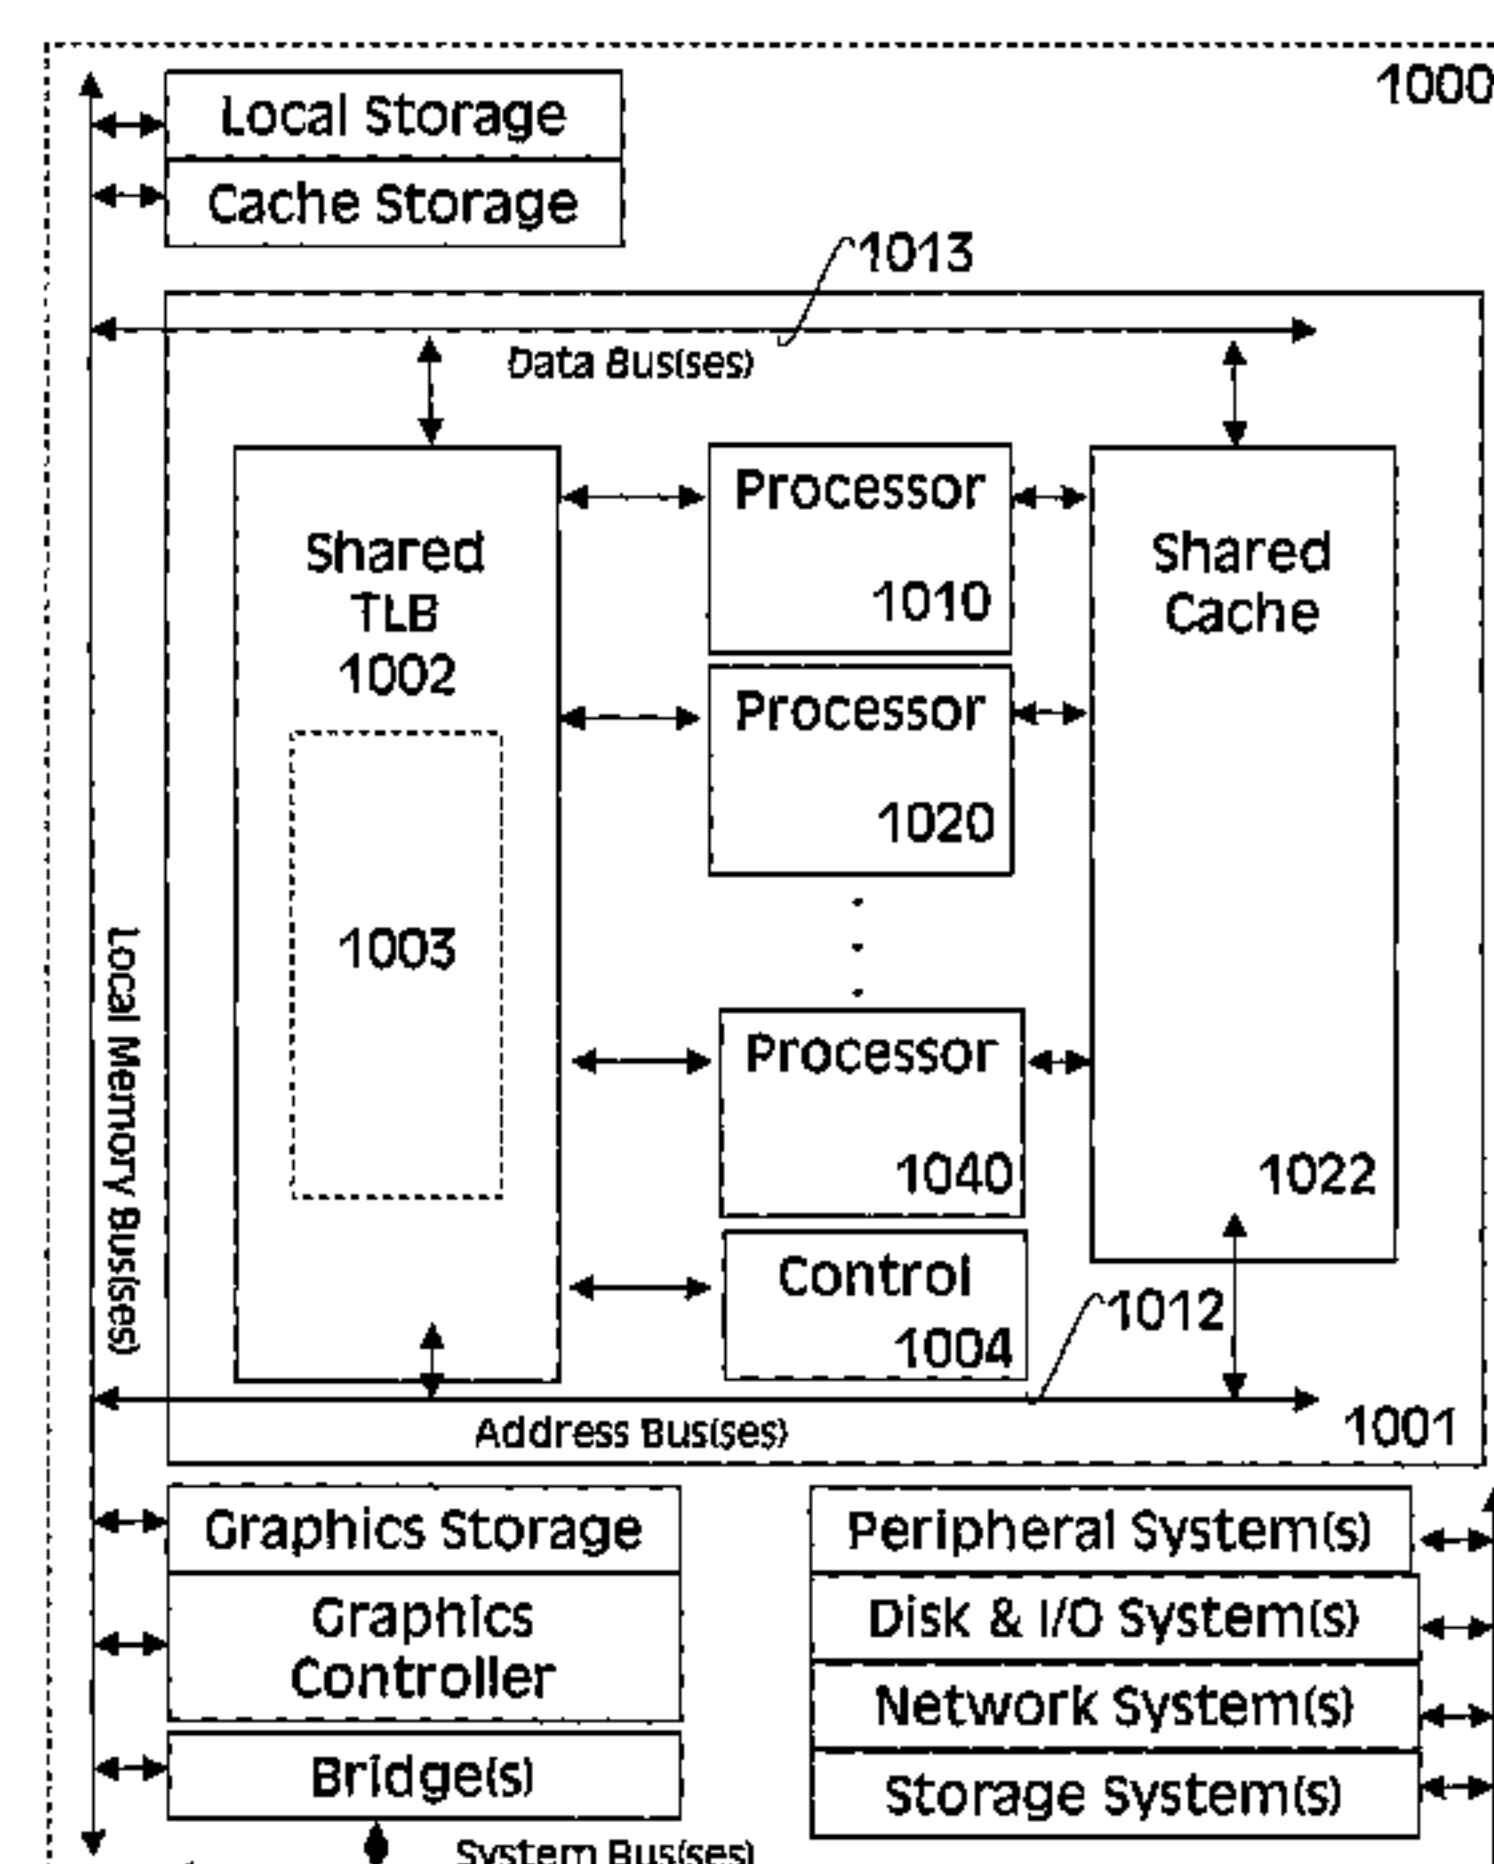 1000
Local Storage
Cache Storage
1013
Data Bus(ses)
Shared
TLB
1002
1003
Processor
1010
Processor
1020
Processor
1040
Control
1004
Shared
Cache
1022
1012
Address Bus(ses)
1001
Local Memory Bus(ses)
Graphics Storage
Graphics
Controller
Bridge(s)
System Bus(ses)
Peripheral System(s)
Disk & I/O System(s)
Network System(s)
Storage System(s)